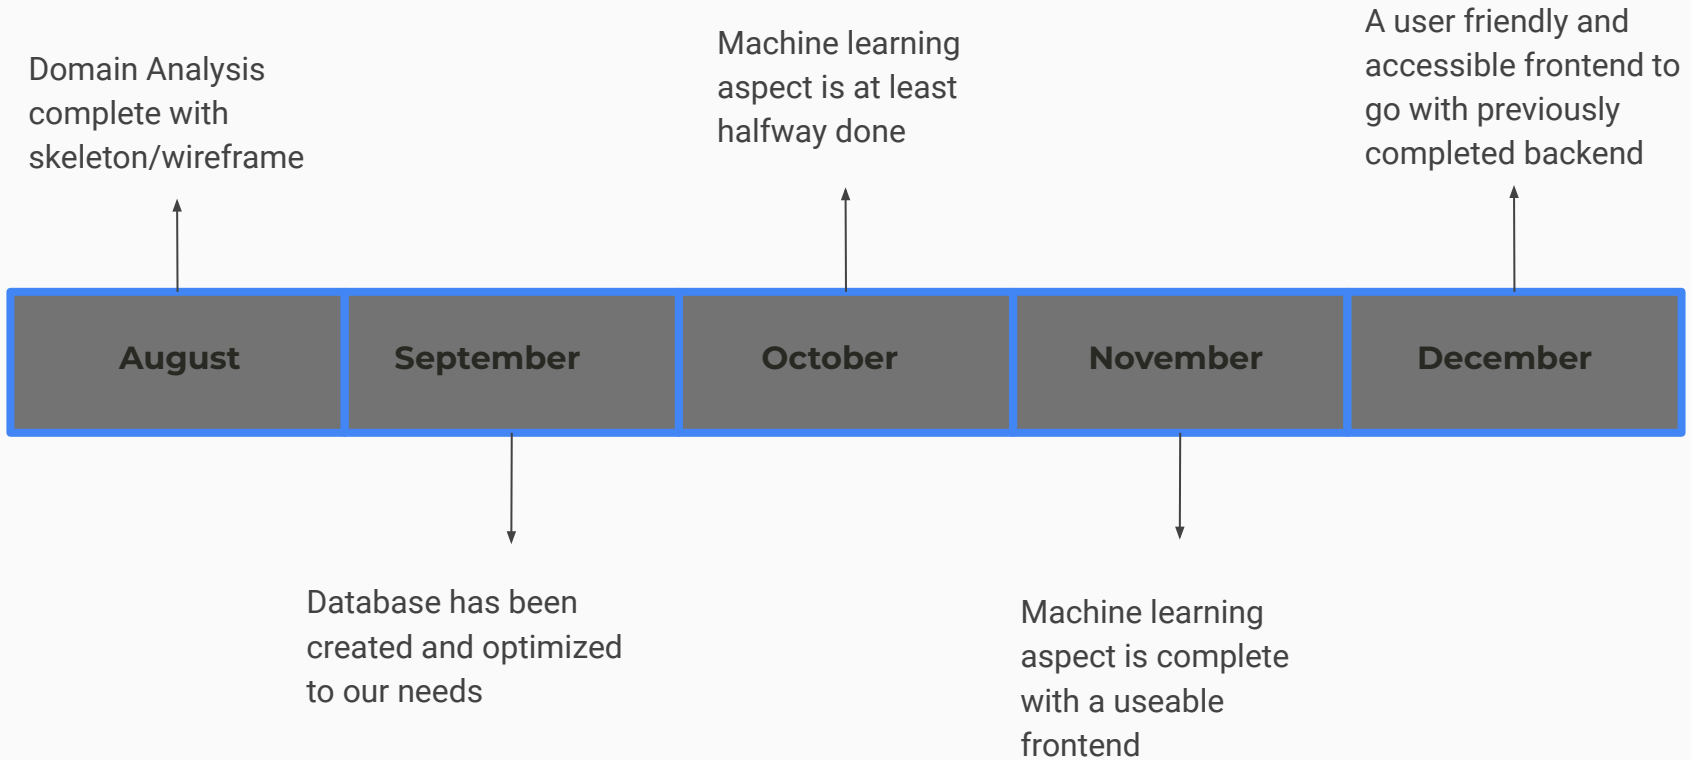 Domain Analysis
complete with
skeleton/wireframe
Machine learning
aspect is at least
halfway done
A user friendly and
accessible frontend to
go with previously
completed backend
August
September
October
November
December
Database has been
created and optimized
to our needs
Machine learning
aspect is complete
with a useable
frontend